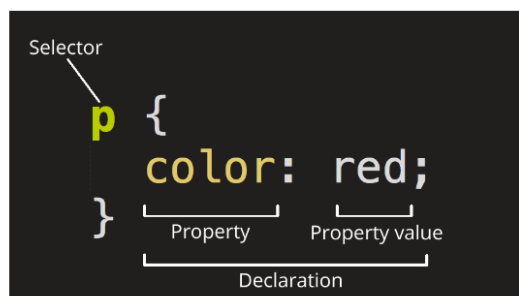 Selector
p {
color: red;
}
Property Property value
Declaration